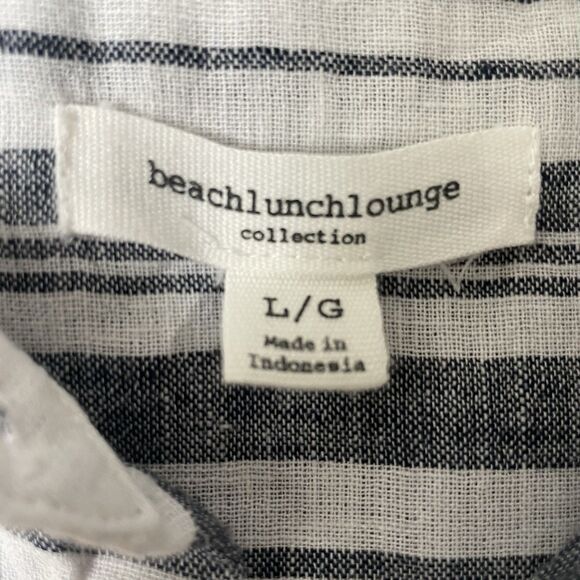 beachlunchlounge
collection
L/G
Made in
Indonesia